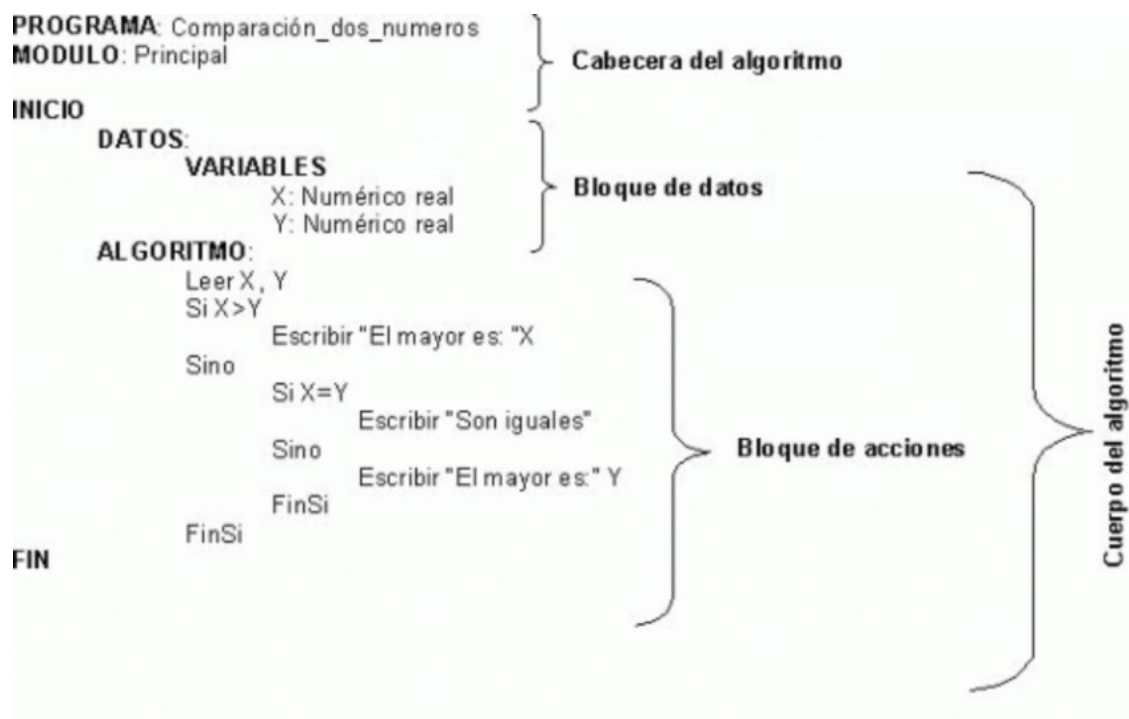 PROGRAMA: Comparación_dos_numeros
MODULO: Principal
Cabecera del algoritmo
INICIO
DATOS:
VARIABLES
X: Numérico real
Y: Numérico real
Bloque de datos
ALGORITMO:
Leer X, Y
Si X>Y
Escribir "El mayor es: "X
Sino
Si X=Y
Escribir "Son iguales"
Sino
Escribir "El mayor es:" Y
FinSi
FinSi
FIN
Bloque de acciones
Cuerpo del algoritmo